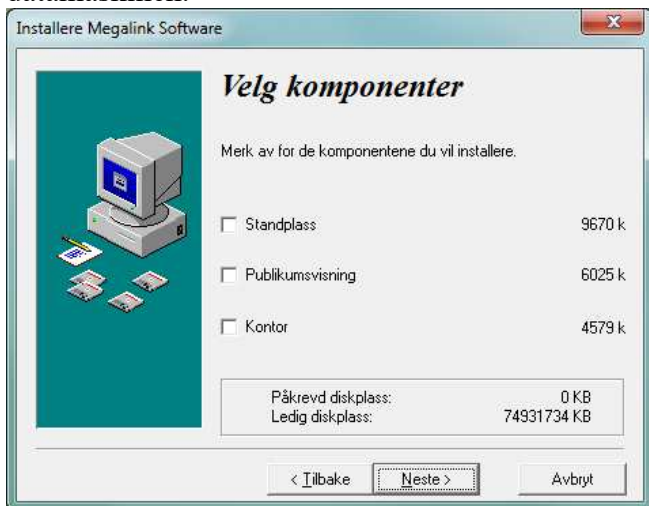 Installere Megalink Software
Velg komponenter
Merk av for de komponentene du vil installere.
Standplass 9670 k
Publikumsvisning 6025 k
Kontor 4579 k
Påkrevd diskplass: 0 KB
Ledig diskplass: 74931734 KB
< Tilbake Neste > Avbryt